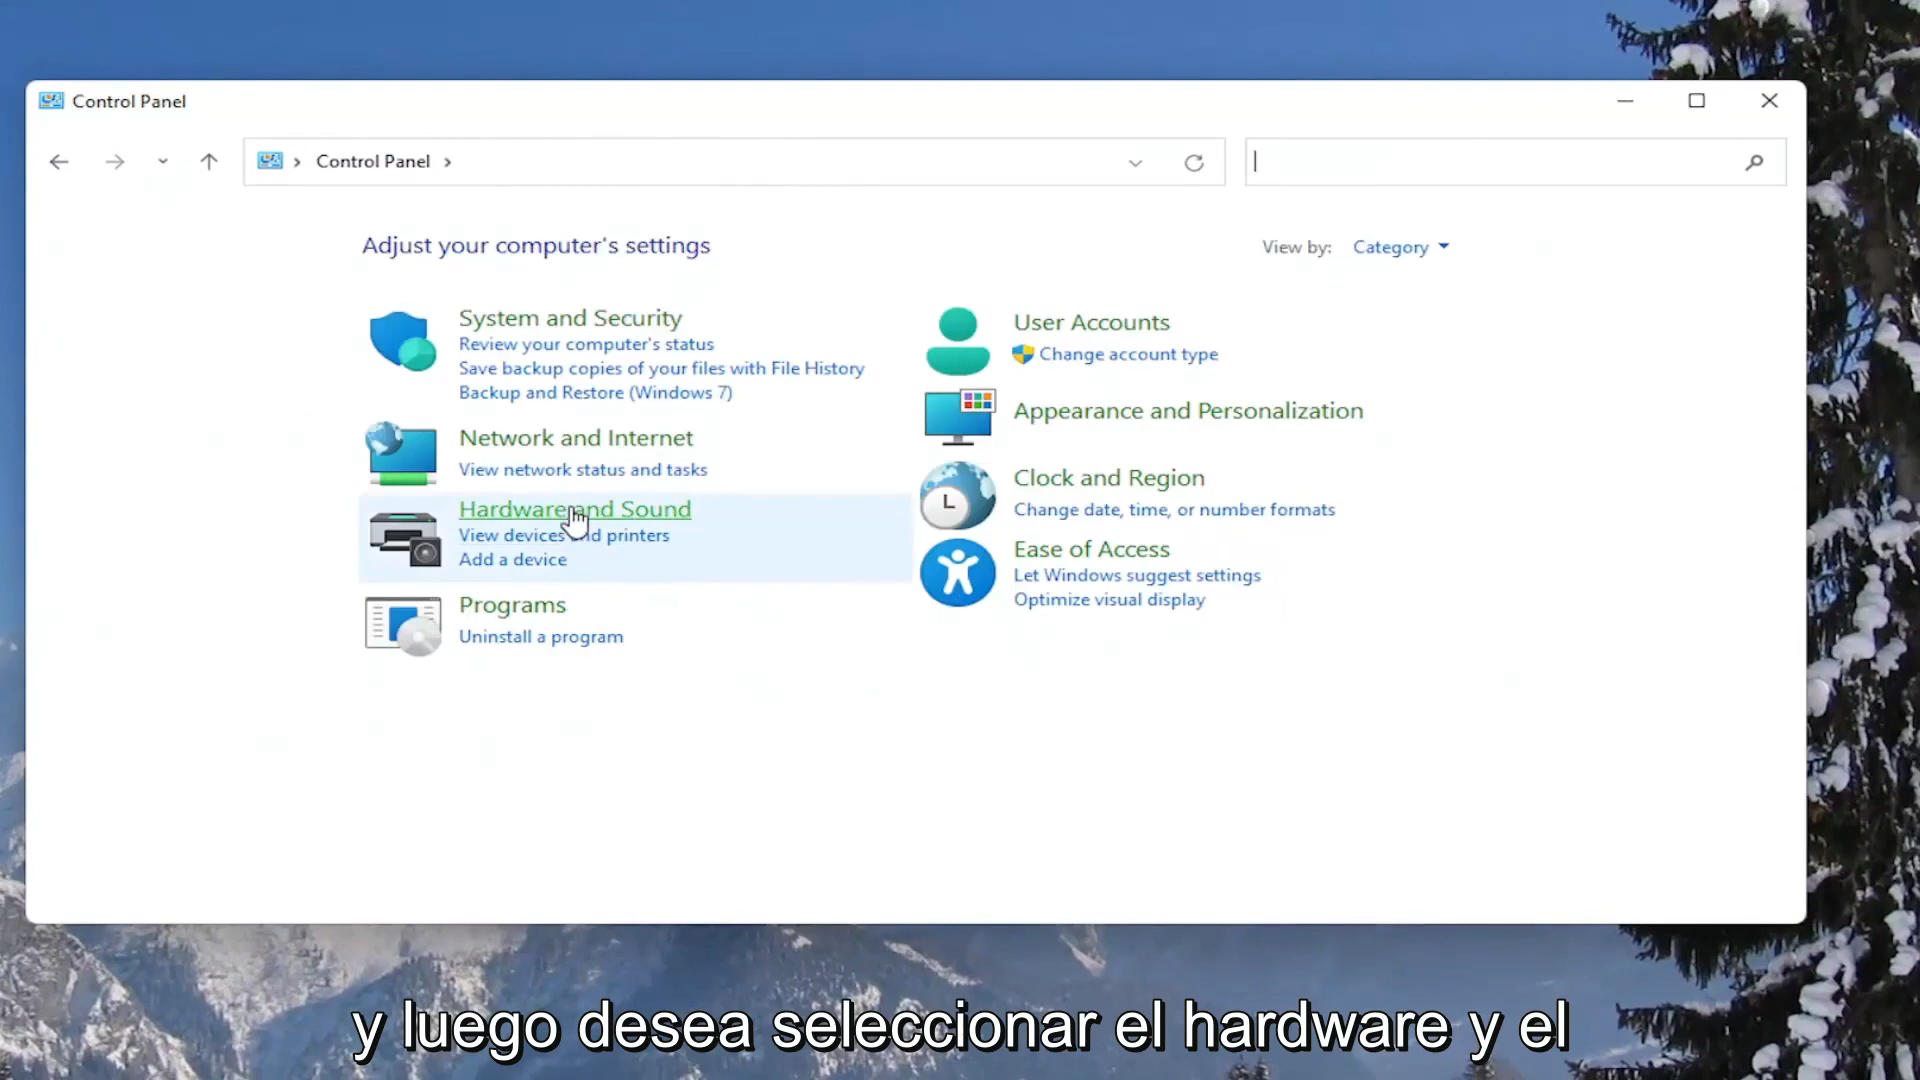 Control Panel
Control Panel
Adjust your computer's settings
View by: Category
System and Security
Review your computer's status
Save backup copies of your files with File History
Backup and Restore (Windows 7)
Network and Internet
View network status and tasks
Hardware and Sound
View devices and printers
Add a device
Programs
Uninstall a program
User Accounts
Change account type
Appearance and Personalization
Clock and Region
Change date, time, or number formats
Ease of Access
Let Windows suggest settings
Optimize visual display
y luego desea seleccionar el hardware y el